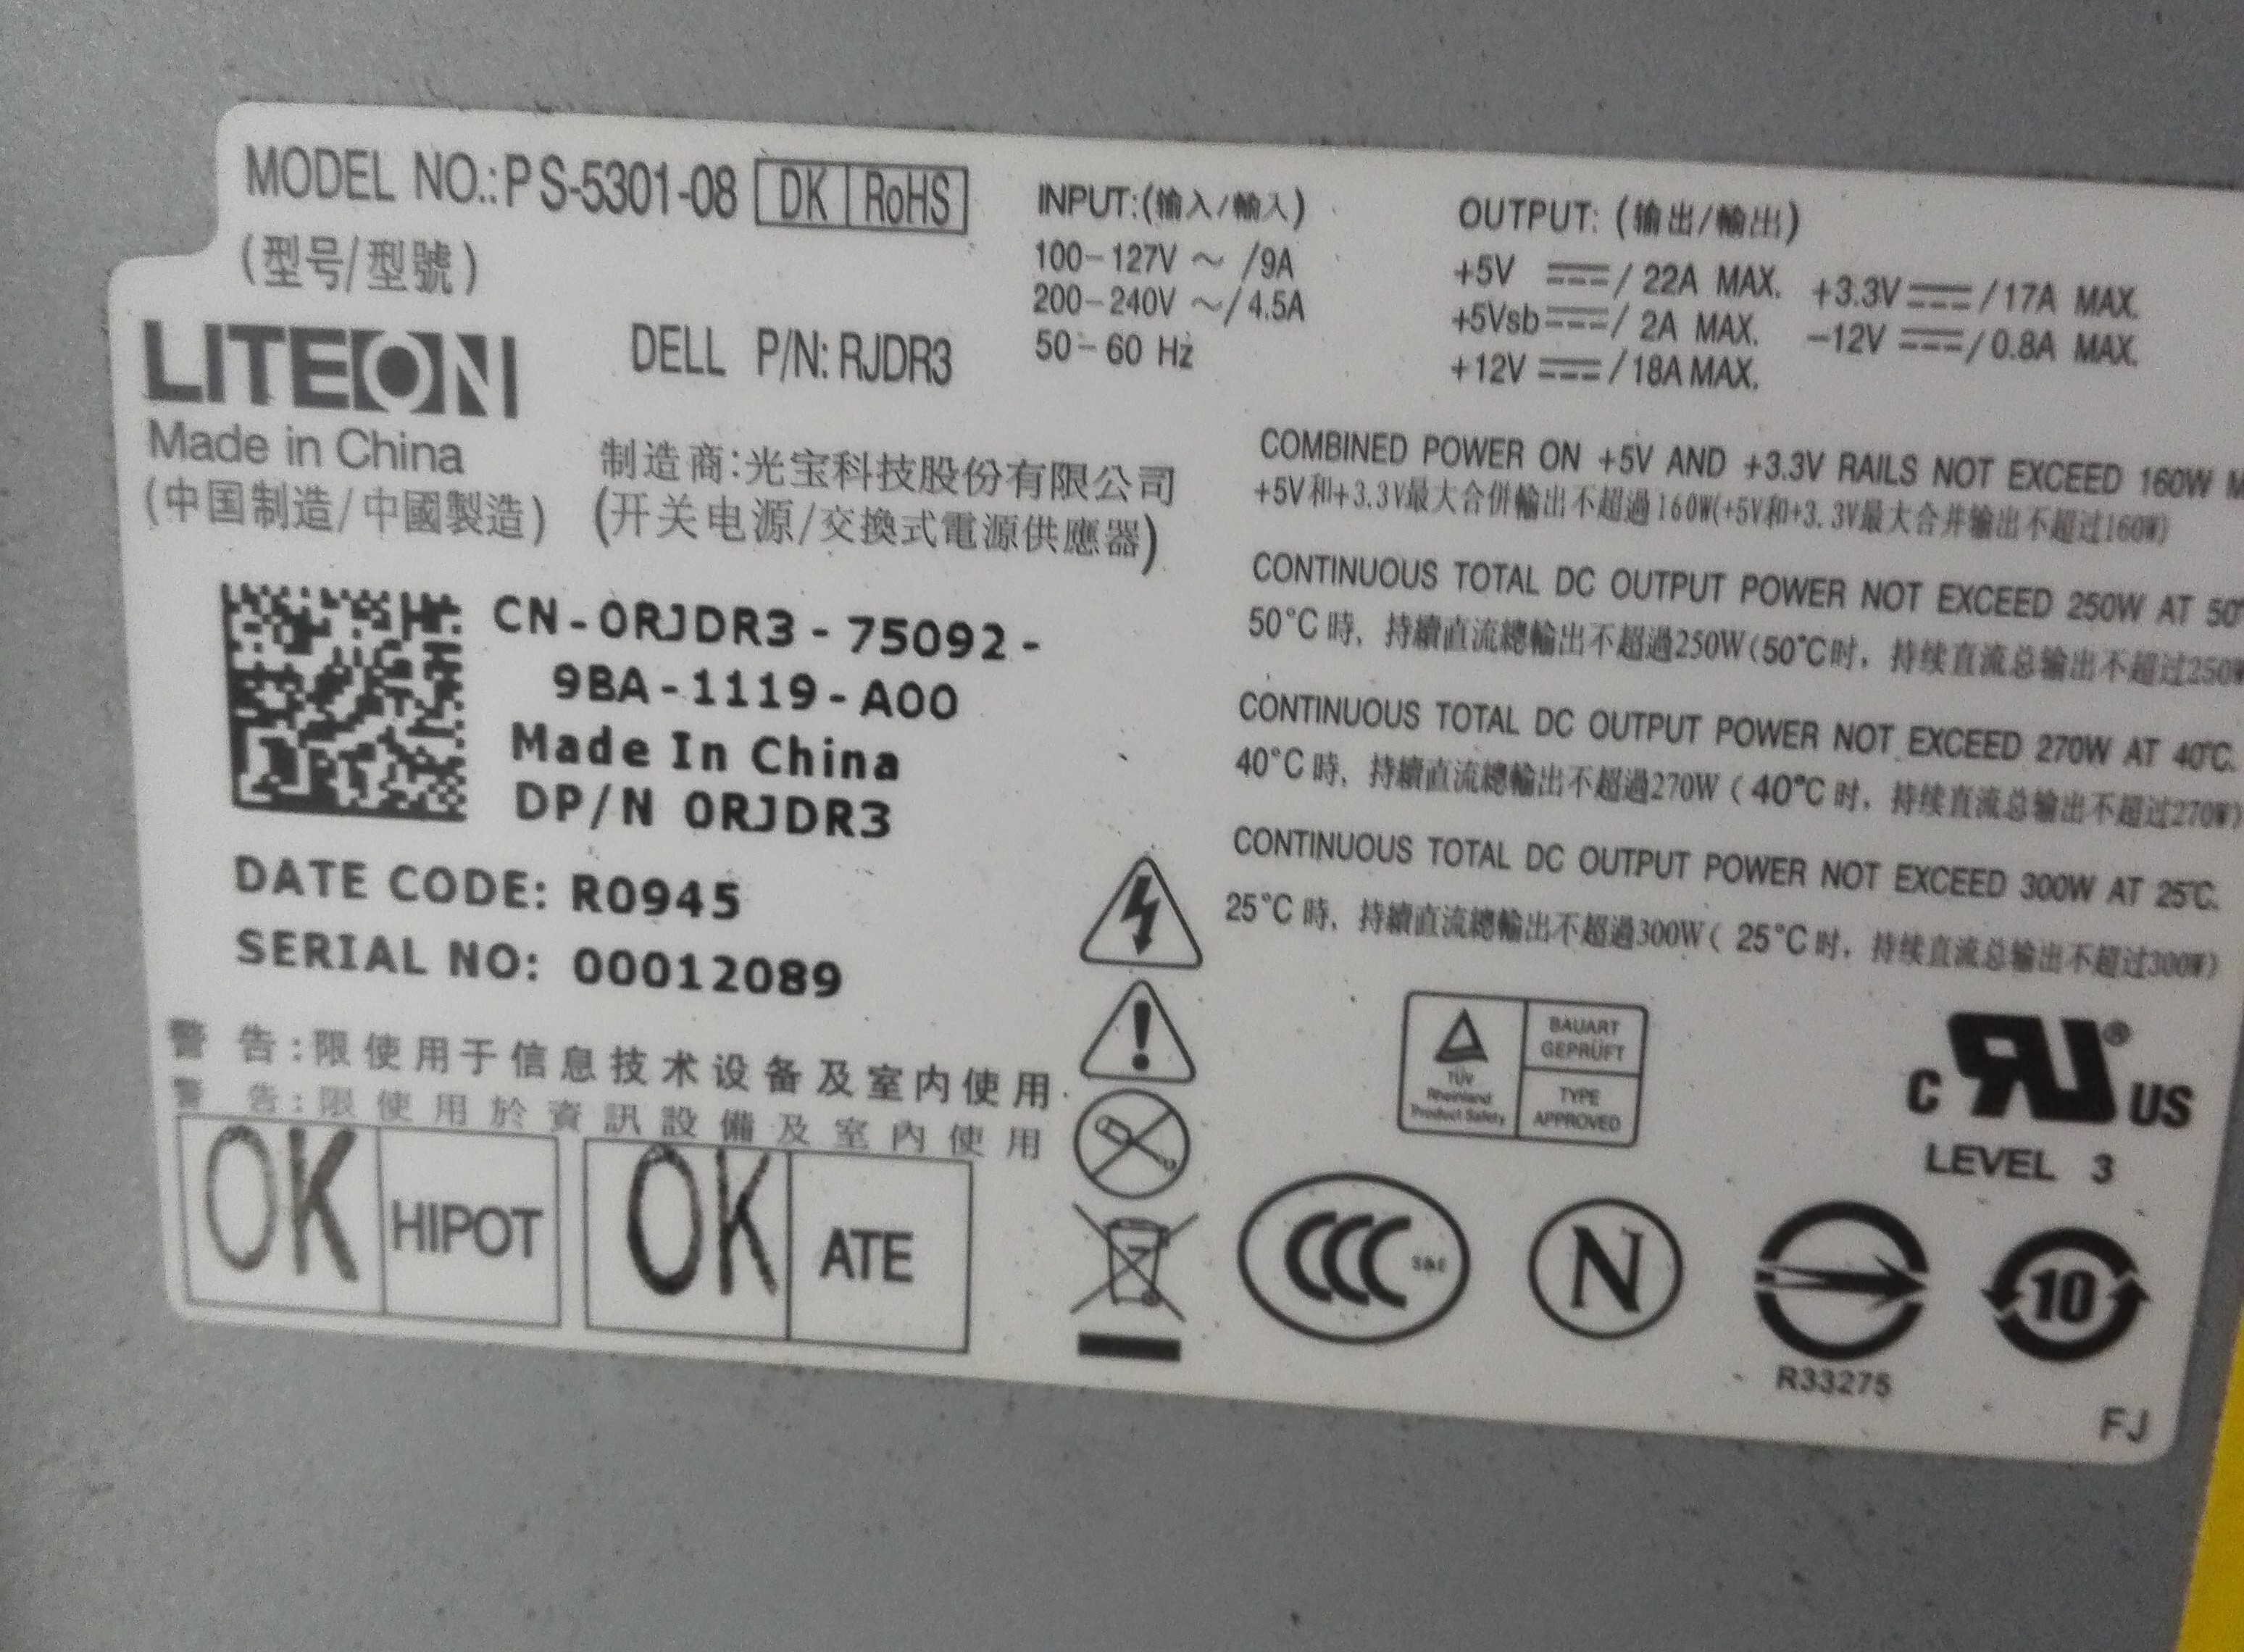 MODEL NO.: PS-5301-08 DK RoHS
(型号/型號)
LITEON
Made in China
(中国制造/中國製造)
DELL P/N: RJDR3
制造商:光宝科技股份有限公司
(开关电源/交換式電源供應器)
INPUT:(输入/輸入)
100-127V ～ /9A
200-240V ～/ 4.5A
50-60 Hz
OUTPUT: (输出/輸出)
+5V ⎓/ 22A MAX. +3.3V ⎓/17A MAX.
+5Vsb ⎓/ 2A MAX. -12V ⎓/0.8A MAX.
+12V ⎓/18A MAX.
COMBINED POWER ON +5V AND +3.3V RAILS NOT EXCEED 160W
+5V和+3.3V最大合併輸出不超過160W(+5V和+3.3V最大合并输出不超过160W)
CONTINUOUS TOTAL DC OUTPUT POWER NOT EXCEED 250W AT 50°
50°C 時, 持續直流總輸出不超過250W(50°C时, 持续直流总输出不超过250W
CONTINUOUS TOTAL DC OUTPUT POWER NOT EXCEED 270W AT 40°C.
40°C 時, 持續直流總輸出不超過270W ( 40°C 时, 持续直流总输出不超过270W)
CONTINUOUS TOTAL DC OUTPUT POWER NOT EXCEED 300W AT 25°C.
25°C 時, 持續直流總輸出不超過300W( 25°C 时, 持续直流总输出不超过300W)
CN-0RJDR3-75092-
9BA-1119-A00
Made In China
DP/N 0RJDR3
DATE CODE: R0945
SERIAL NO: 00012089
警 告:限使用于信息技术设备及室内使用
警 告:限使用於資訊設備及室內使用
OK HIPOT
OK ATE
TÜV
Rheinland
Product Safety
BAUART
GEPRÜFT
TYPE
APPROVED
C RU ® US
LEVEL 3
CCC S&E
N
R33275
10
FJ